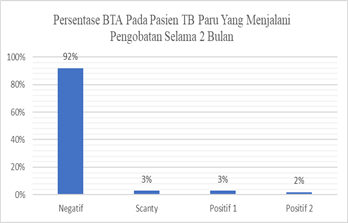 Persentase BTA Pada Pasien TB Paru Yang Menjalani
Pengobatan Selama 2 Bulan
100%
80%
60%
40%
20%
0%
92%
3%
3%
2%
Negatif
Scanty
Positif 1
Positif 2